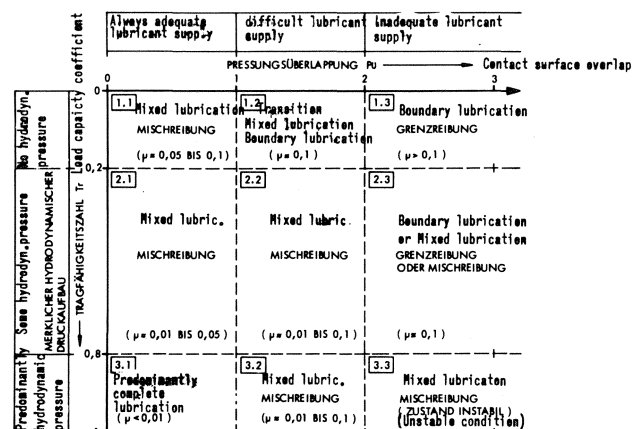 Always adequate lubricant supply
difficult lubricant supply
Inadequate lubricant supply
PRESSUNGSÜBERLAPPUNG Pu
Contact surface overlap
0
1
2
3
Load capaicty coefficient
TRAGFÄHIGKEITSZAHL Tr
0
0,2
0,8
No hydrodyn. pressure
1.1
Mixed lubrication
MISCHREIBUNG
(μ= 0,05 BIS 0,1)
1.2
Transition
Mixed lubrication
Boundary lubrication
(μ= 0,1)
1.3
Boundary lubrication
GRENZREIBUNG
(μ> 0,1)
Some hydrodyn.pressure
MERKLICHER HYDRODYNAMISCHER
DRUCKAUFBAU
2.1
Mixed lubric.
MISCHREIBUNG
(μ= 0,01 BIS 0,05)
2.2
Mixed lubric
MISCHREIBUNG
(μ= 0,01 BIS 0,1)
2.3
Boundary lubrication
or Mixed lubrication
GRENZREIBUNG
ODER MISCHREIBUNG
(μ= 0,1)
Predominantly
hydrodynamic
pressure
3.1
Predominantly
complete
lubrication
(μ<0,01)
3.2
Mixed lubric.
MISCHREIBUNG
(μ= 0,01 BIS 0,1)
3.3
Mixed lubricaton
MISCHREIBUNG
(ZUSTAND INSTABIL)
(Unstable condition)